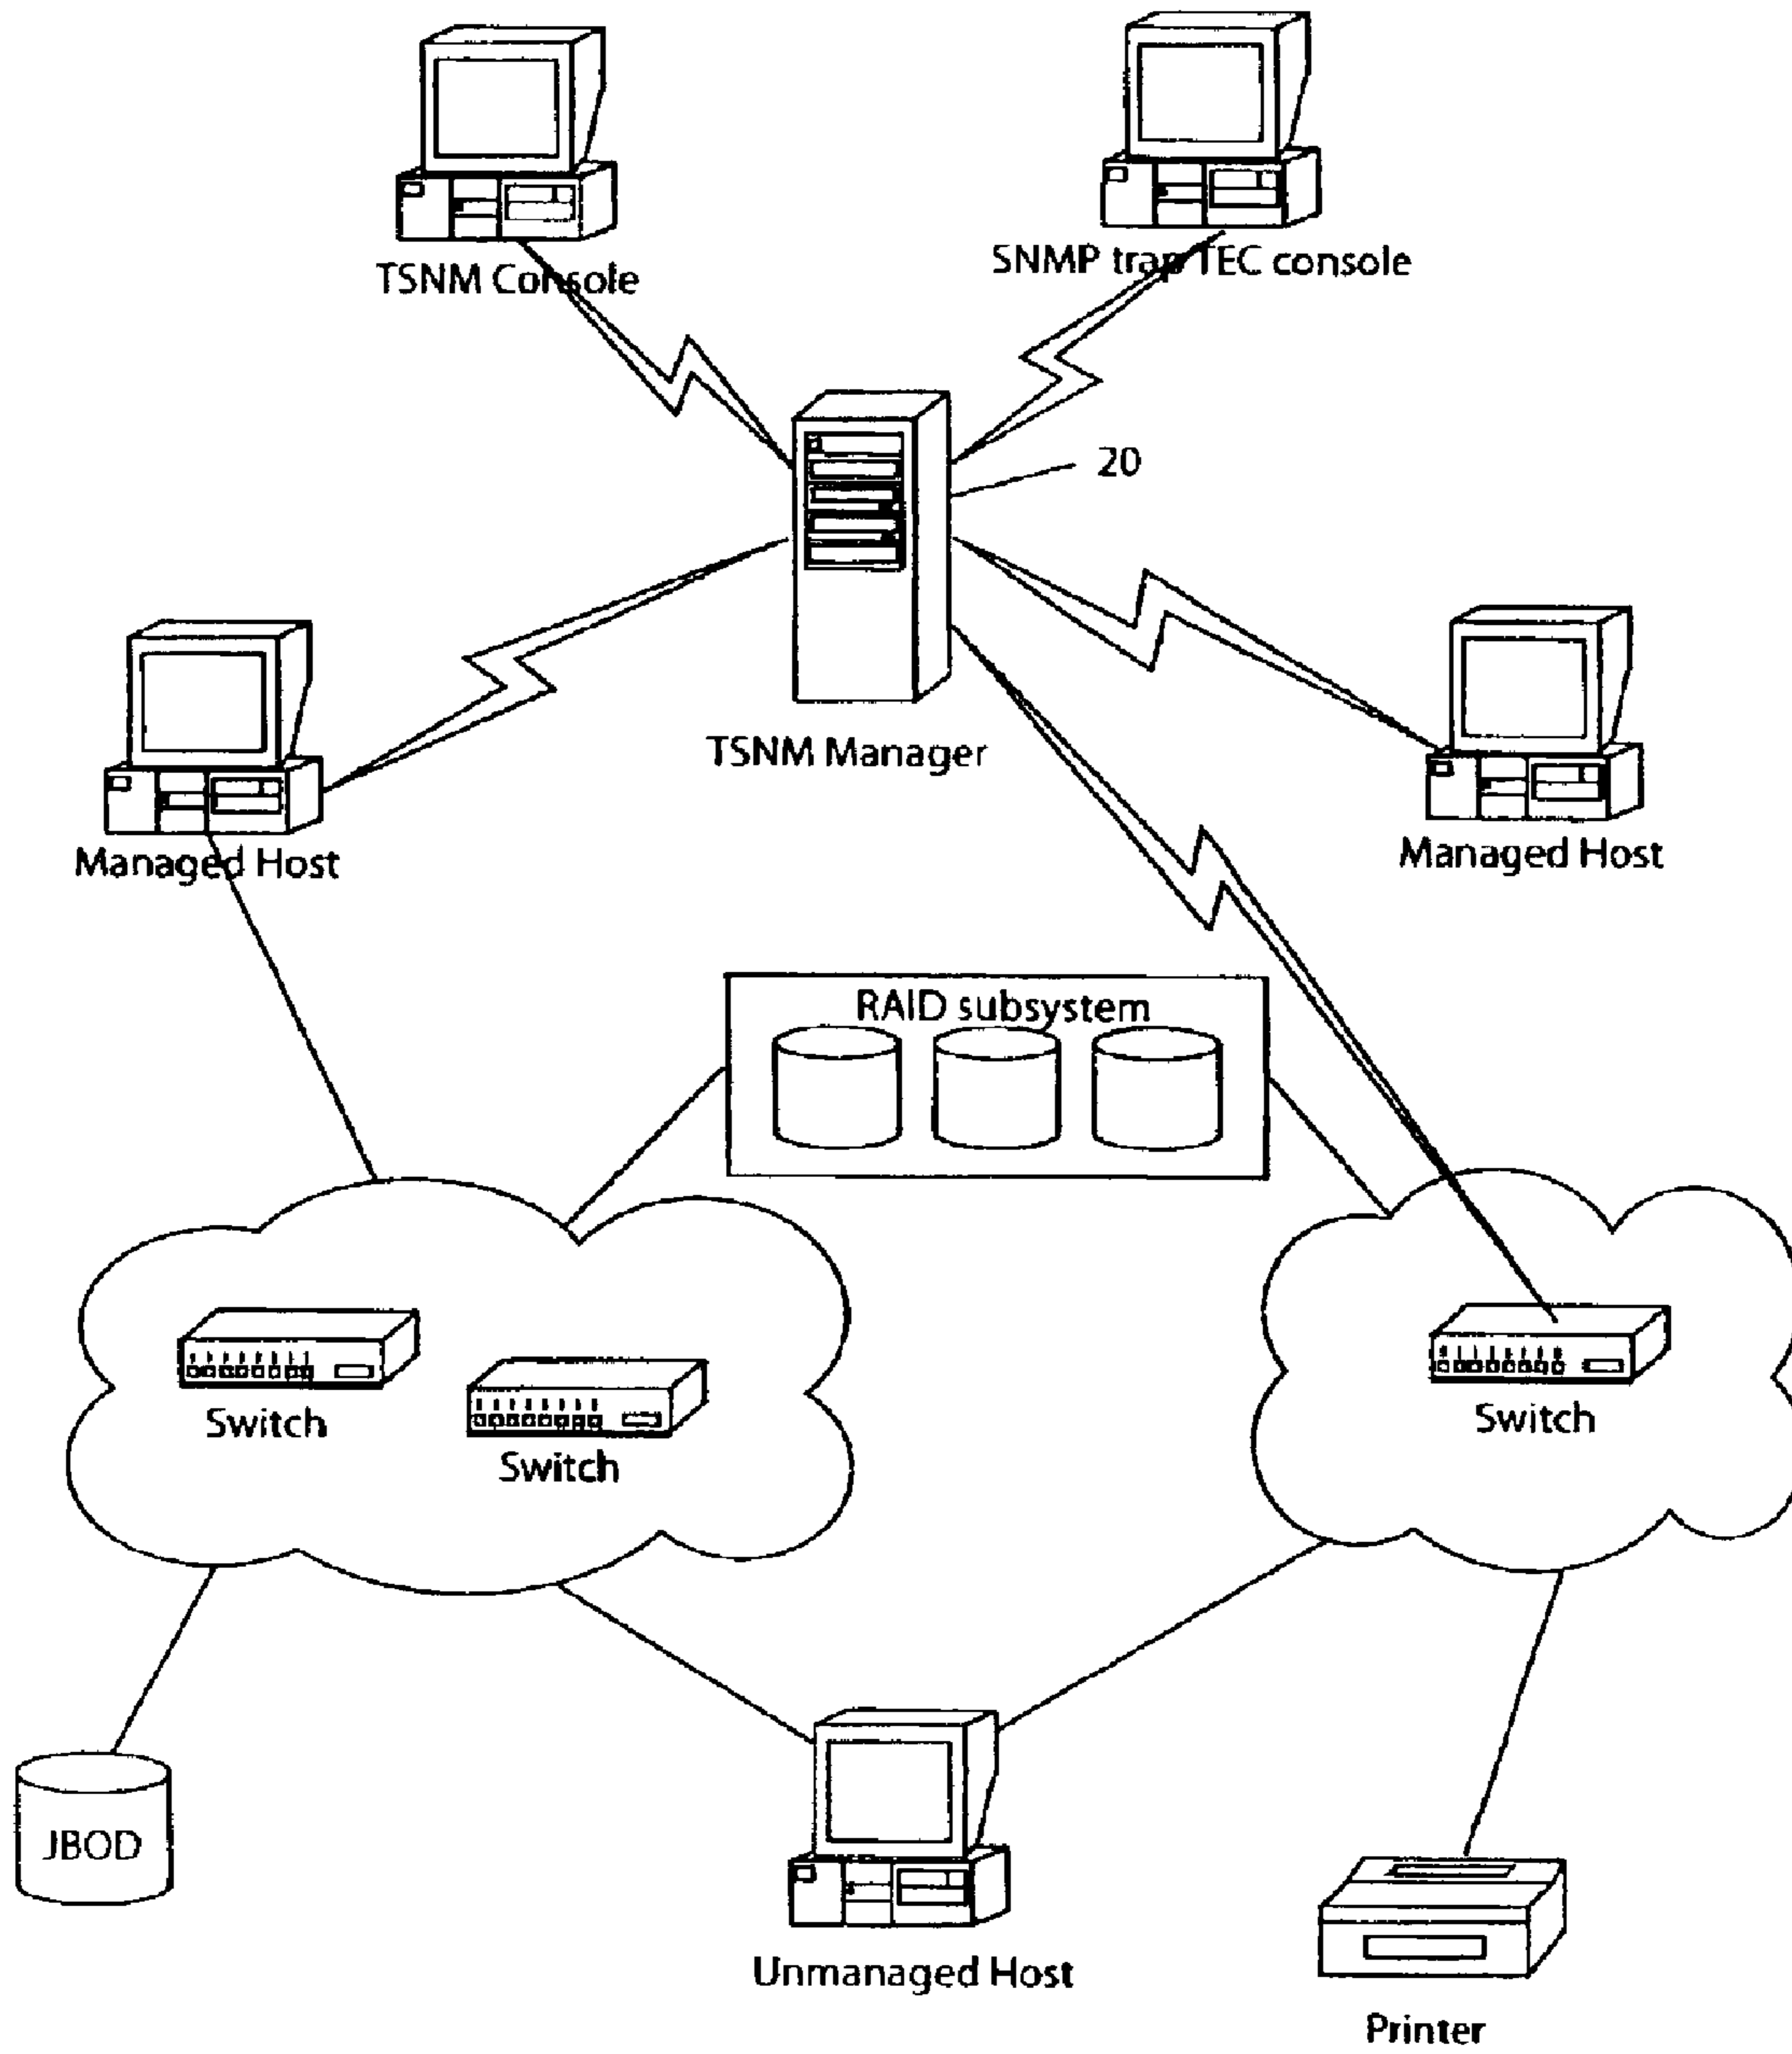 TSNM Console
SNMP trap TEC console
20
TSNM Manager
Managed Host
Managed Host
RAID subsystem
Switch
Switch
Switch
JBOD
Unmanaged Host
Printer